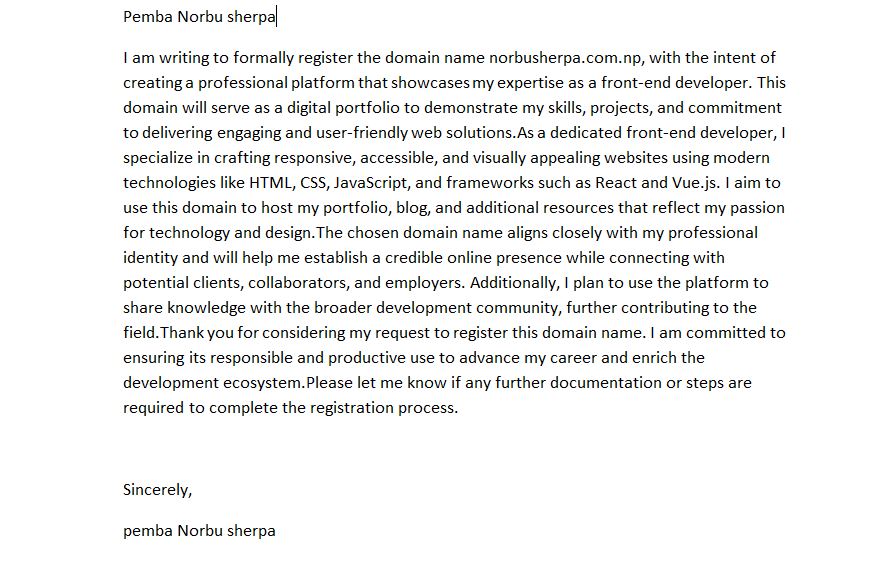 Pemba Norbu sherpa
I am writing to formally register the domain name norbusherpa.com.np, with the intent of
creating a professional platform that showcases my expertise as a front-end developer. This
domain will serve as a digital portfolio to demonstrate my skills, projects, and commitment
to delivering engaging and user-friendly web solutions.As a dedicated front-end developer, I
specialize in crafting responsive, accessible, and visually appealing websites using modern
technologies like HTML, CSS, JavaScript, and frameworks such as React and Vue.js. I aim to
use this domain to host my portfolio, blog, and additional resources that reflect my passion
for technology and design.The chosen domain name aligns closely with my professional
identity and will help me establish a credible online presence while connecting with
potential clients, collaborators, and employers. Additionally, I plan to use the platform to
share knowledge with the broader development community, further contributing to the
field.Thank you for considering my request to register this domain name. I am committed to
ensuring its responsible and productive use to advance my career and enrich the
development ecosystem.Please let me know if any further documentation or steps are
required to complete the registration process.
Sincerely,
pemba Norbu sherpa